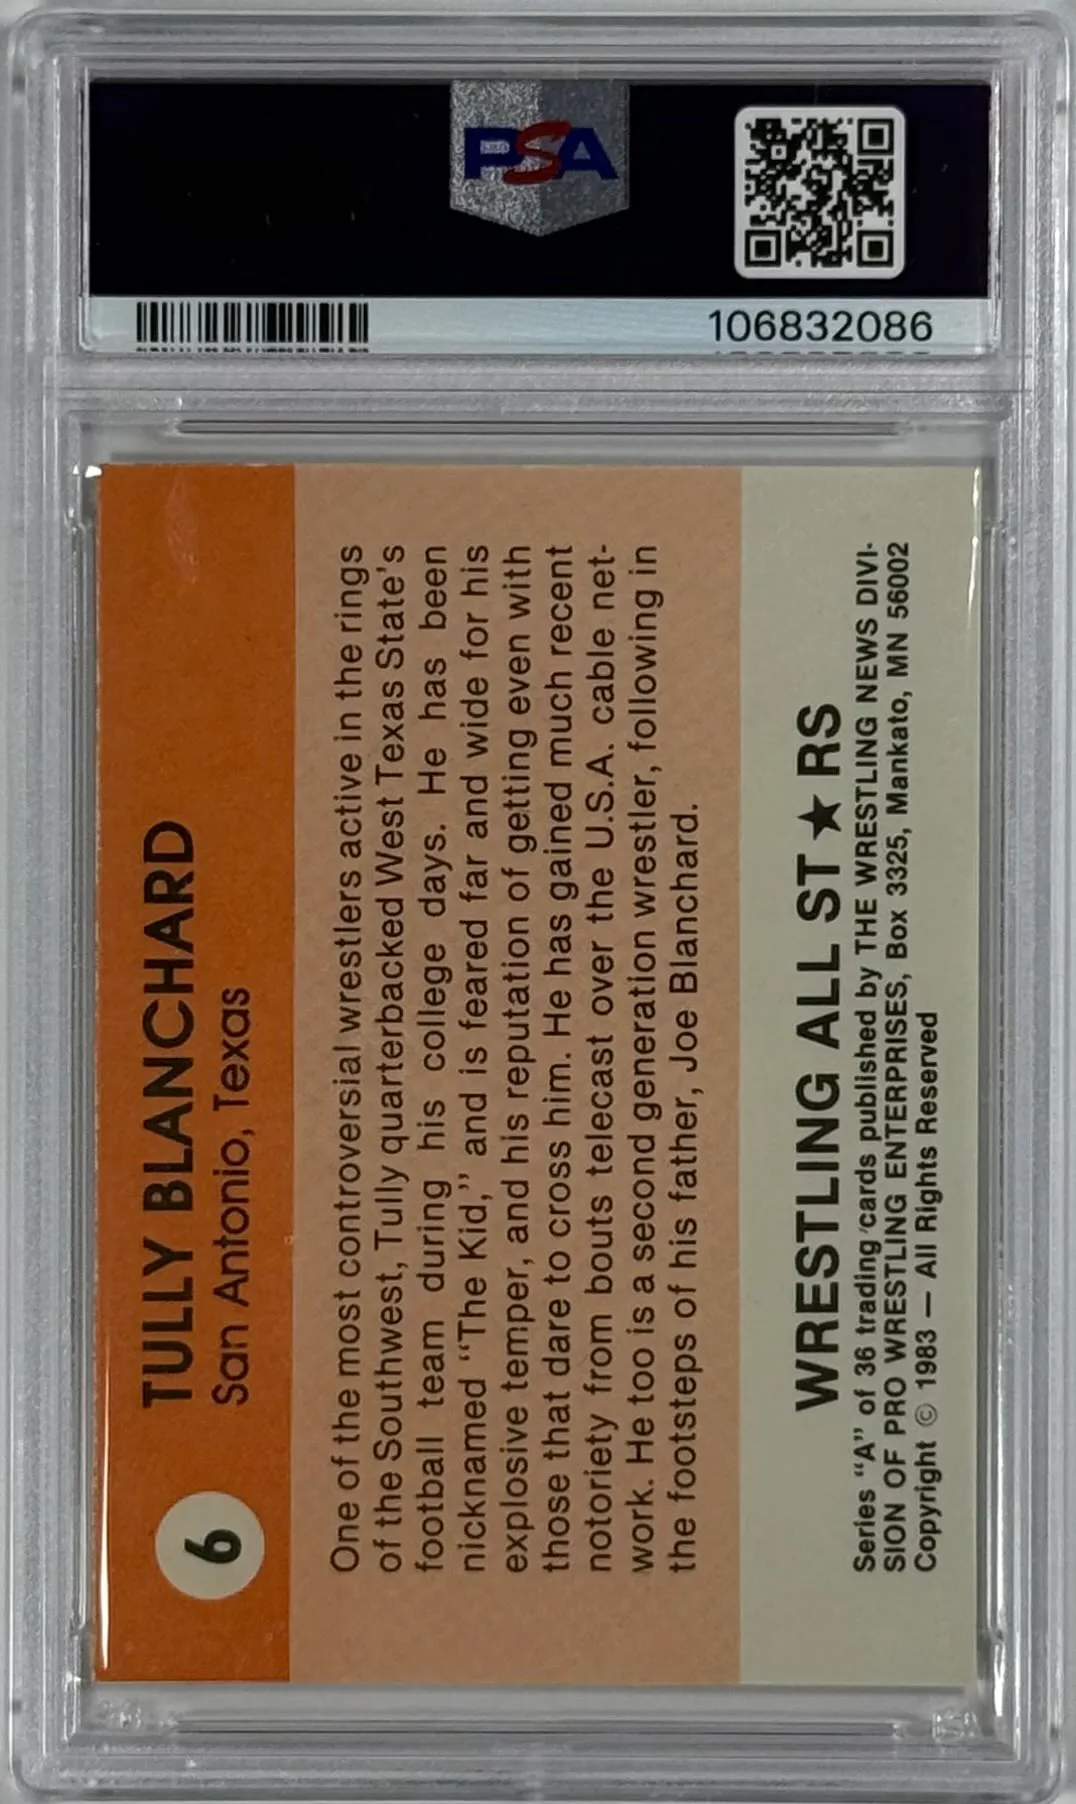 PSA
106832086
6
TULLY BLANCHARD
San Antonio, Texas
One of the most controversial wrestlers active in the rings
of the Southwest, Tully quarterbacked West Texas State's
football team during his college days. He has been
nicknamed “The Kid,” and is feared far and wide for his
explosive temper, and his reputation of getting even with
those that dare to cross him. He has gained much recent
notoriety from bouts telecast over the U.S.A. cable net-
work. He too is a second generation wrestler, following in
the footsteps of his father, Joe Blanchard.
WRESTLING ALL ST★RS
Series “A” of 36 trading cards published by THE WRESTLING NEWS DIVI-
SION OF PRO WRESTLING ENTERPRISES, Box 3325, Mankato, MN 56002
Copyright © 1983 — All Rights Reserved